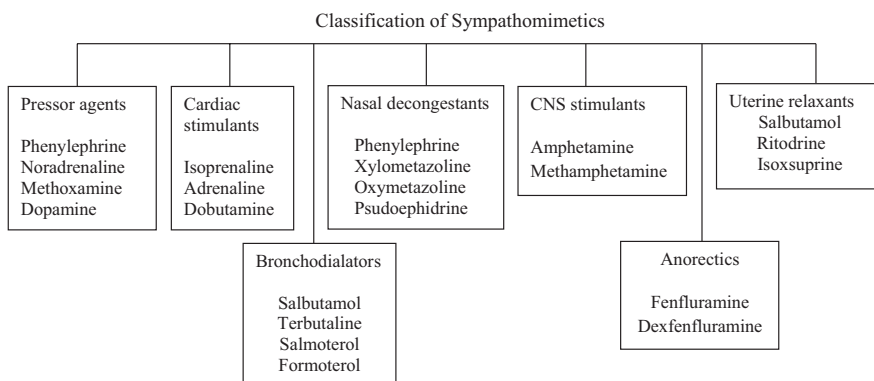 Classification of Sympathomimetics
Pressor agents
Phenylephrine
Noradrenaline
Methoxamine
Dopamine
Cardiac
stimulants
Isoprenaline
Adrenaline
Dobutamine
Nasal decongestants
Phenylephrine
Xylometazoline
Oxymetazoline
Psudoephidrine
CNS stimulants
Amphetamine
Methamphetamine
Uterine relaxants
Salbutamol
Ritodrine
Isoxsuprine
Bronchodialators
Salbutamol
Terbutaline
Salmoterol
Formoterol
Anorectics
Fenfluramine
Dexfenfluramine